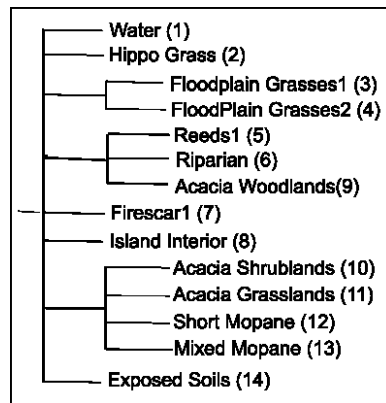 Water (1)
Hippo Grass (2)
Floodplain Grasses1 (3)
FloodPlain Grasses2 (4)
Reeds1 (5)
Riparian (6)
Acacia Woodlands(9)
Firescar1 (7)
Island Interior (8)
Acacia Shrublands (10)
Acacia Grasslands (11)
Short Mopane (12)
Mixed Mopane (13)
Exposed Soils (14)